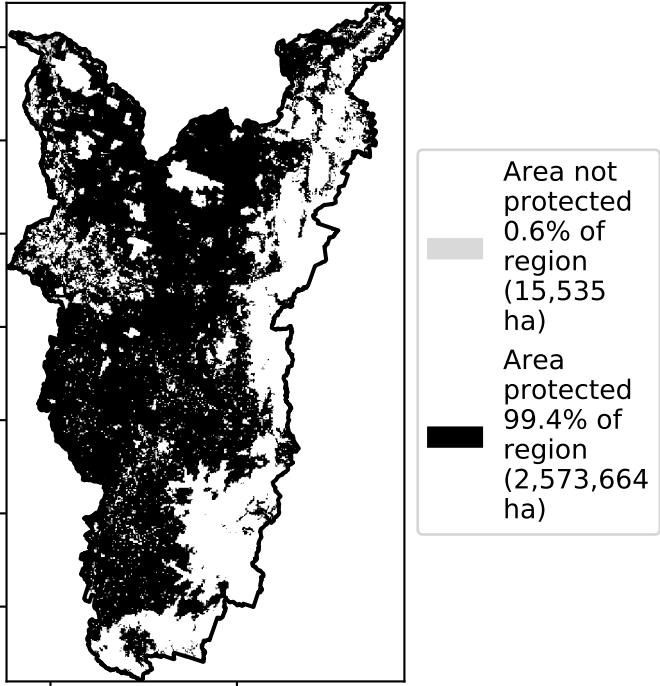 Area not
protected
0.6% of
region
(15,535
ha)
Area
protected
99.4% of
region
(2,573,664
ha)